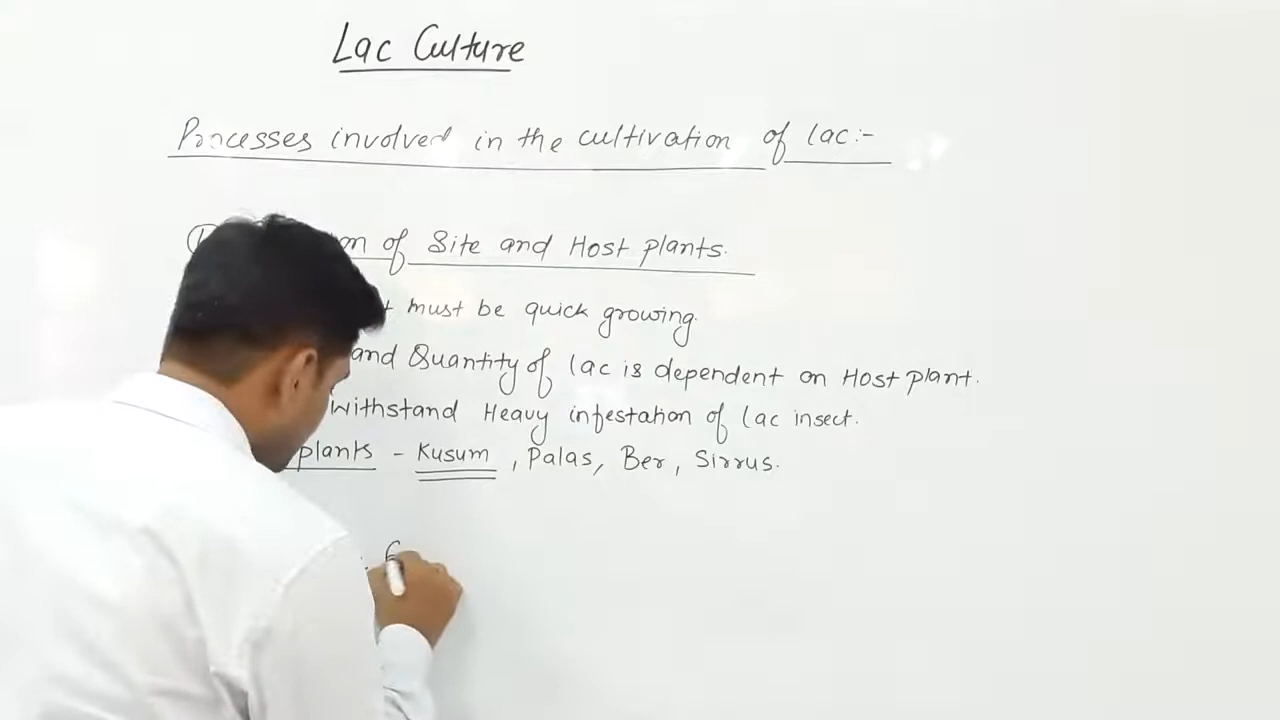 Lac Culture
Processes involved in the cultivation of lac:-
of Site and Host plants.
must be quick growing.
and Quantity of lac is dependent on Host plant.
withstand Heavy infestation of lac insect.
plants - Kusum, Palas, Ber, Sirrus.